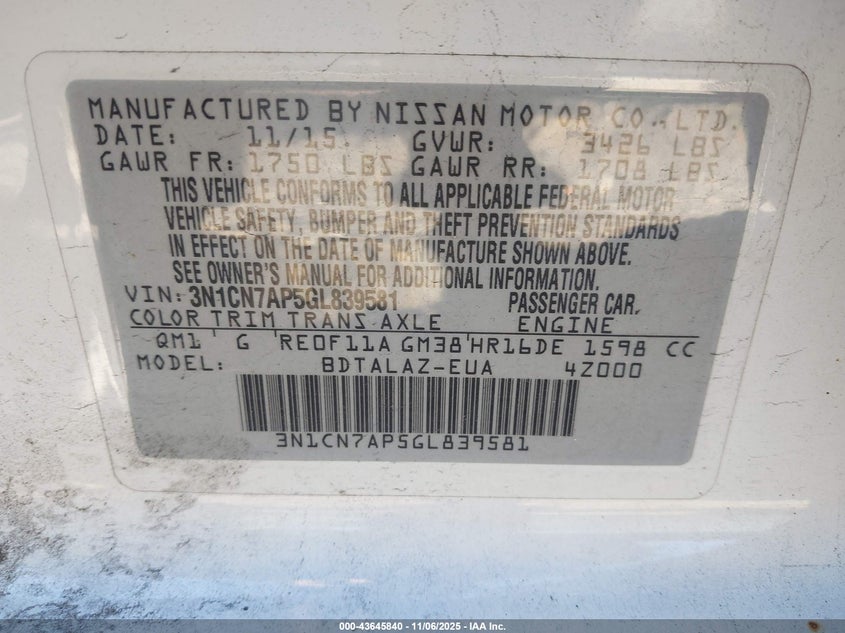 MANUFACTURED BY NISSAN MOTOR CO., LTD.
DATE: 11/15 GVWR: 3426 LBS
GAWR FR: 1750 LBS GAWR RR: 1708 LBS
THIS VEHICLE CONFORMS TO ALL APPLICABLE FEDERAL MOTOR
VEHICLE SAFETY, BUMPER AND THEFT PREVENTION STANDARDS
IN EFFECT ON THE DATE OF MANUFACTURE SHOWN ABOVE.
SEE OWNER'S MANUAL FOR ADDITIONAL INFORMATION.
VIN: 3N1CN7AP5GL839581 PASSENGER CAR.
COLOR TRIM TRANS AXLE ENGINE
QM1 G RE0F11A GM38 HR16DE 1598 CC
MODEL: BDTALAZ-EUA 4Z000
3N1CN7AP5GL839581
000-43645840 - 11/06/2025 - IAA Inc.